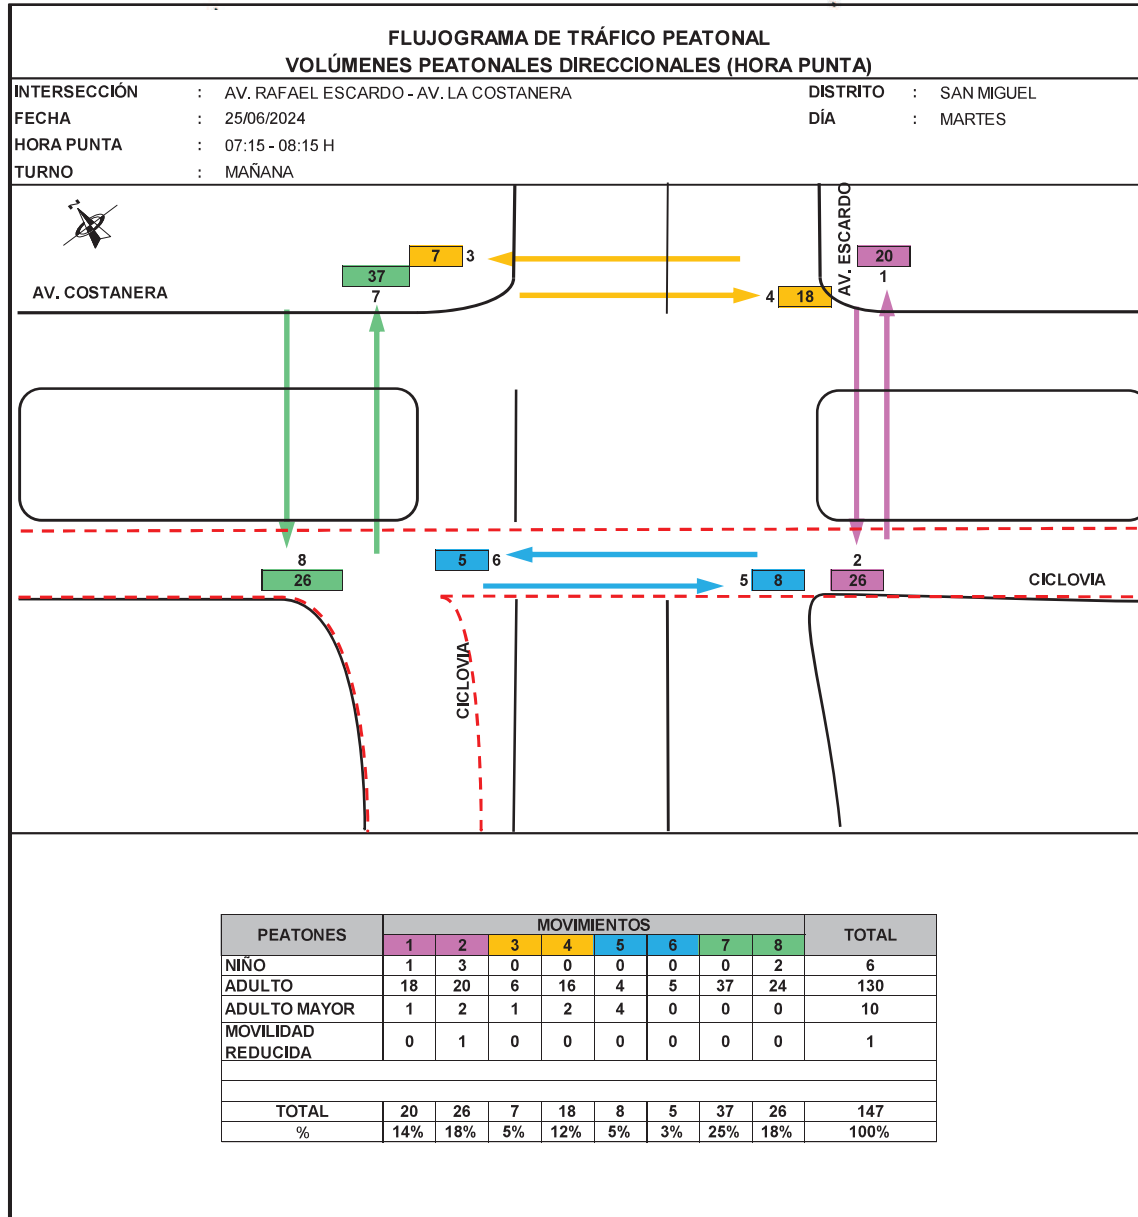 FLUJOGRAMA DE TRÁFICO PEATONAL
VOLÚMENES PEATONALES DIRECCIONALES (HORA PUNTA)
INTERSECCIÓN : AV. RAFAEL ESCARDO - AV. LA COSTANERA DISTRITO : SAN MIGUEL
FECHA : 25/06/2024 DÍA : MARTES
HORA PUNTA : 07:15 - 08:15 H
TURNO : MAÑANA
N
AV. ESCARDO
7 3
20
37
1
AV. COSTANERA
7
4 18
8
5 6
2
26
5 8
26
CICLOVIA
CICLOVIA
PEATONES MOVIMIENTOS TOTAL
1 2 3 4 5 6 7 8
NIÑO 1 3 0 0 0 0 0 2 6
ADULTO 18 20 6 16 4 5 37 24 130
ADULTO MAYOR 1 2 1 2 4 0 0 0 10
MOVILIDAD
REDUCIDA 0 1 0 0 0 0 0 0 1
TOTAL 20 26 7 18 8 5 37 26 147
% 14% 18% 5% 12% 5% 3% 25% 18% 100%